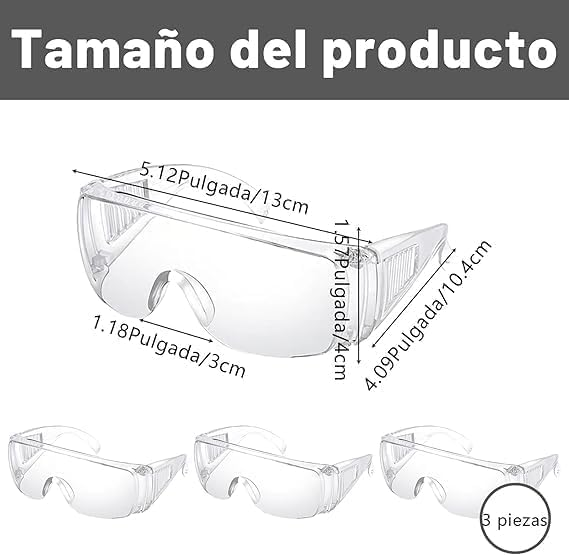 Tamaño del producto
5.12Pulgada/13cm
1.57Pulgada/4cm
4.09Pulgada/10.4cm
1.18Pulgada/3cm
3 piezas